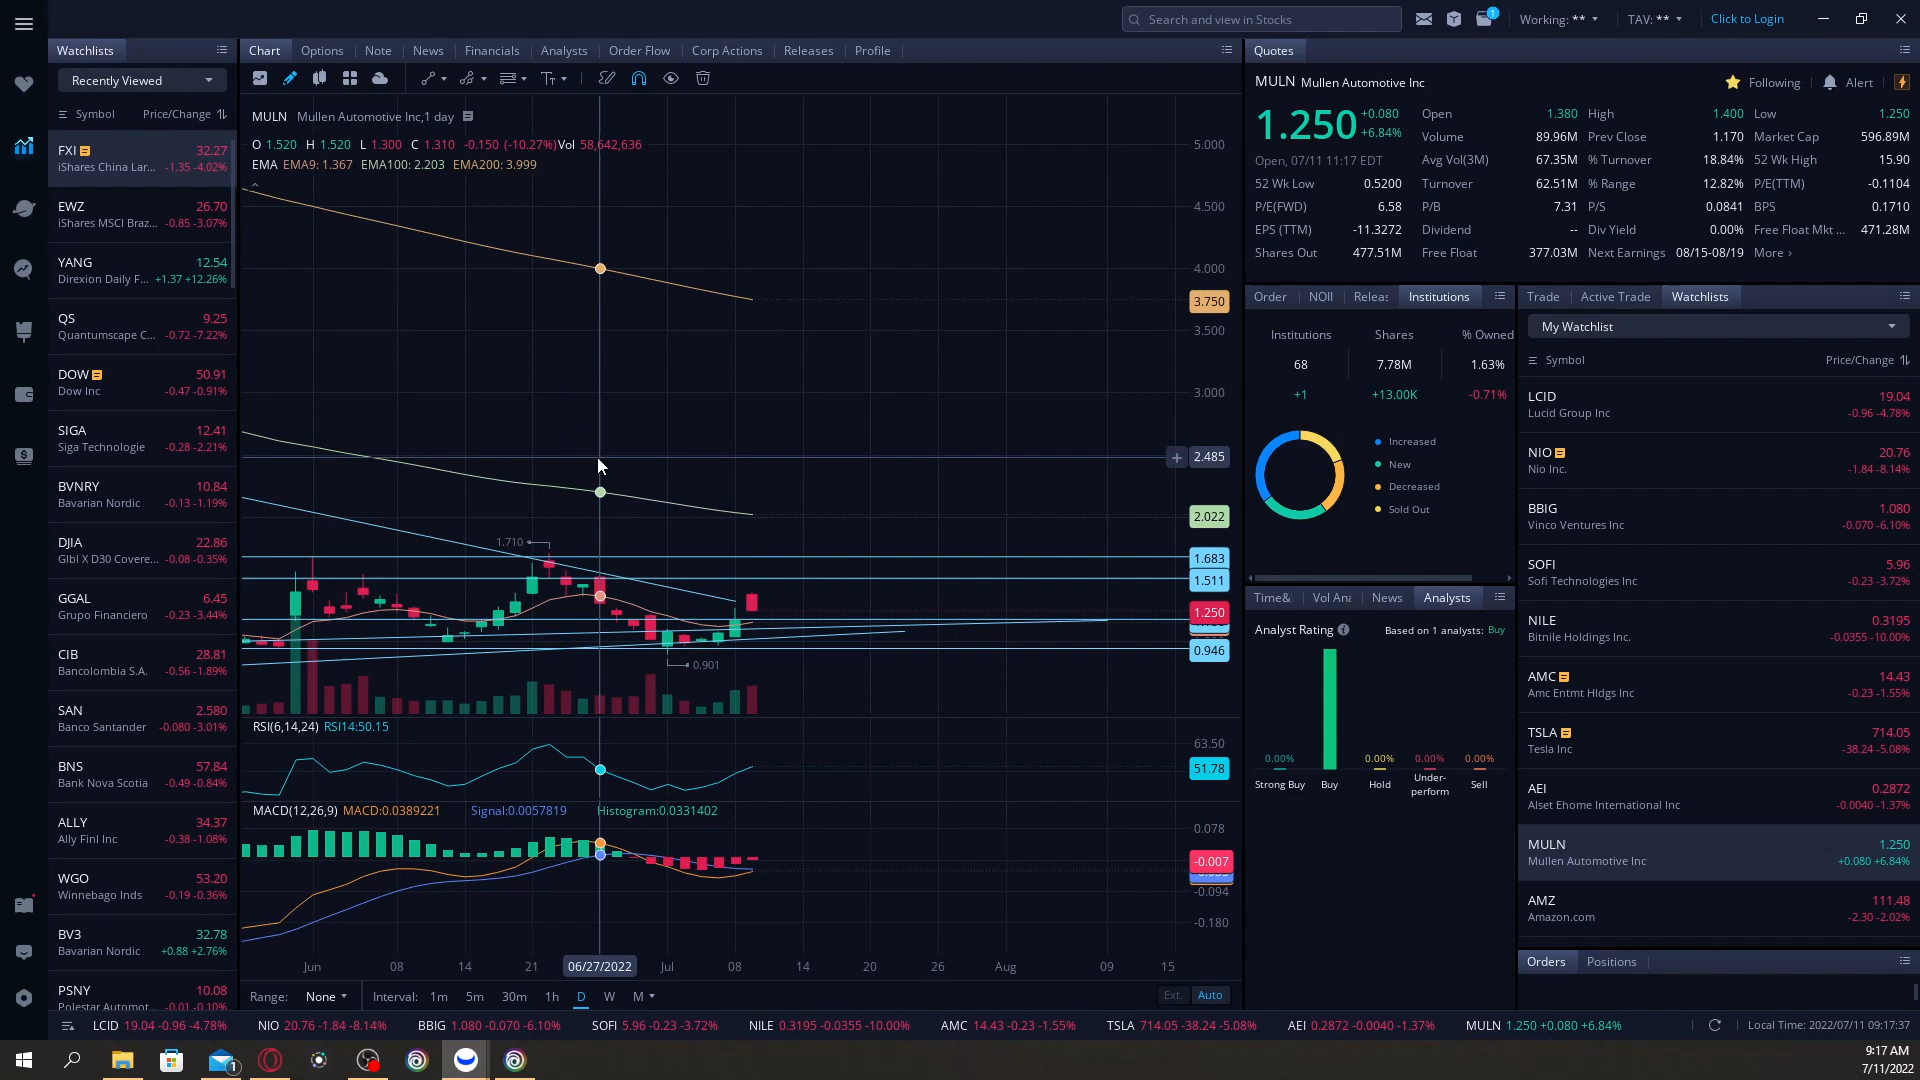 Search and view in Stocks
1
Working: **
TAV: **
Click to Login
Watchlists
Chart Options Note News Financials Analysts Order Flow Corp Actions Releases Profile
Quotes
Recently Viewed
Symbol Price/Change
FXI 32.27
iShares China Lar... -1.35 -4.02%
EWZ 26.70
iShares MSCI Braz... -0.85 -3.07%
YANG 12.54
Direxion Daily F... +1.37 +12.26%
QS 9.25
Quantumscape C... -0.72 -7.22%
DOW 50.91
Dow Inc -0.47 -0.91%
SIGA 12.41
Siga Technologie -0.28 -2.21%
BVNRY 10.84
Bavarian Nordic -0.13 -1.19%
DJIA 22.86
Glbl X D30 Covere... -0.08 -0.35%
GGAL 6.45
Grupo Financiero -0.23 -3.44%
CIB 28.81
Bancolombia S.A. -0.56 -1.89%
SAN 2.580
Banco Santander -0.080 -3.01%
BNS 57.84
Bank Nova Scotia -0.49 -0.84%
ALLY 34.37
Ally Finl Inc -0.38 -1.08%
WGO 53.20
Winnebago Inds -0.19 -0.36%
BV3 32.78
Bavarian Nordic +0.88 +2.76%
PSNY 10.08
Polestar Automot... -0.01 -0.10%
MULN Mullen Automotive Inc,1 day
O 1.520 H 1.520 L 1.300 C 1.310 -0.150 (-10.27%) Vol 58,642,636
EMA EMA9: 1.367 EMA100: 2.203 EMA200: 3.999
5.000
4.500
4.000
3.750
3.500
3.000
2.485
2.022
1.710
1.683
1.511
1.250
0.946
0.901
RSI(6,14,24) RSI14:50.15
63.50
51.78
MACD(12,26,9) MACD:0.0389221 Signal:0.0057819 Histogram:0.0331402
0.078
-0.007
-0.094
-0.180
Jun 08 14 21 06/27/2022 Jul 08 14 20 26 Aug 09 15
Range: None Interval: 1m 5m 30m 1h D W M Ext. Auto
MULN Mullen Automotive Inc Following Alert
1.250 +0.080
+6.84%
Open, 07/11 11:17 EDT
Open 1.380 High 1.400 Low 1.250
Volume 89.96M Prev Close 1.170 Market Cap 596.89M
Avg Vol(3M) 67.35M % Turnover 18.84% 52 Wk High 15.90
52 Wk Low 0.5200 Turnover 62.51M % Range 12.82% P/E(TTM) -0.1104
P/E(FWD) 6.58 P/B 7.31 P/S 0.0841 BPS 0.1710
EPS (TTM) -11.3272 Dividend -- Div Yield 0.00% Free Float Mkt ... 471.28M
Shares Out 477.51M Free Float 377.03M Next Earnings 08/15-08/19 More ›
Order NOII Releas Institutions
Institutions Shares % Owned
68 7.78M 1.63%
+1 +13.00K -0.71%
Increased
New
Decreased
Sold Out
Time& Vol Ana News Analysts
Analyst Rating Based on 1 analysts: Buy
0.00% 0.00% 0.00% 0.00%
Strong Buy Buy Hold Under-perform Sell
Trade Active Trade Watchlists
My Watchlist
Symbol Price/Change
LCID 19.04
Lucid Group Inc -0.96 -4.78%
NIO 20.76
Nio Inc. -1.84 -8.14%
BBIG 1.080
Vinco Ventures Inc -0.070 -6.10%
SOFI 5.96
Sofi Technologies Inc -0.23 -3.72%
NILE 0.3195
Bitnile Holdings Inc. -0.0355 -10.00%
AMC 14.43
Amc Entmt Hldgs Inc -0.23 -1.55%
TSLA 714.05
Tesla Inc -38.24 -5.08%
AEI 0.2872
Alset Ehome International Inc -0.0040 -1.37%
MULN 1.250
Mullen Automotive Inc +0.080 +6.84%
AMZ 111.48
Amazon.com -2.30 -2.02%
Orders Positions
LCID 19.04 -0.96 -4.78% NIO 20.76 -1.84 -8.14% BBIG 1.080 -0.070 -6.10% SOFI 5.96 -0.23 -3.72% NILE 0.3195 -0.0355 -10.00% AMC 14.43 -0.23 -1.55% TSLA 714.05 -38.24 -5.08% AEI 0.2872 -0.0040 -1.37% MULN 1.250 +0.080 +6.84% Local Time: 2022/07/11 09:17:37
1
9:17 AM
7/11/2022